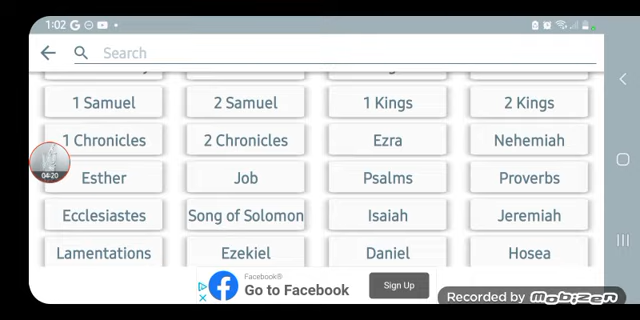 1:02
Search
1 Samuel 2 Samuel 1 Kings 2 Kings
1 Chronicles 2 Chronicles Ezra Nehemiah
04:20
Esther Job Psalms Proverbs
Ecclesiastes Song of Solomon Isaiah Jeremiah
Lamentations Ezekiel Daniel Hosea
Facebook®
Go to Facebook
Sign Up
Recorded by Mobizen